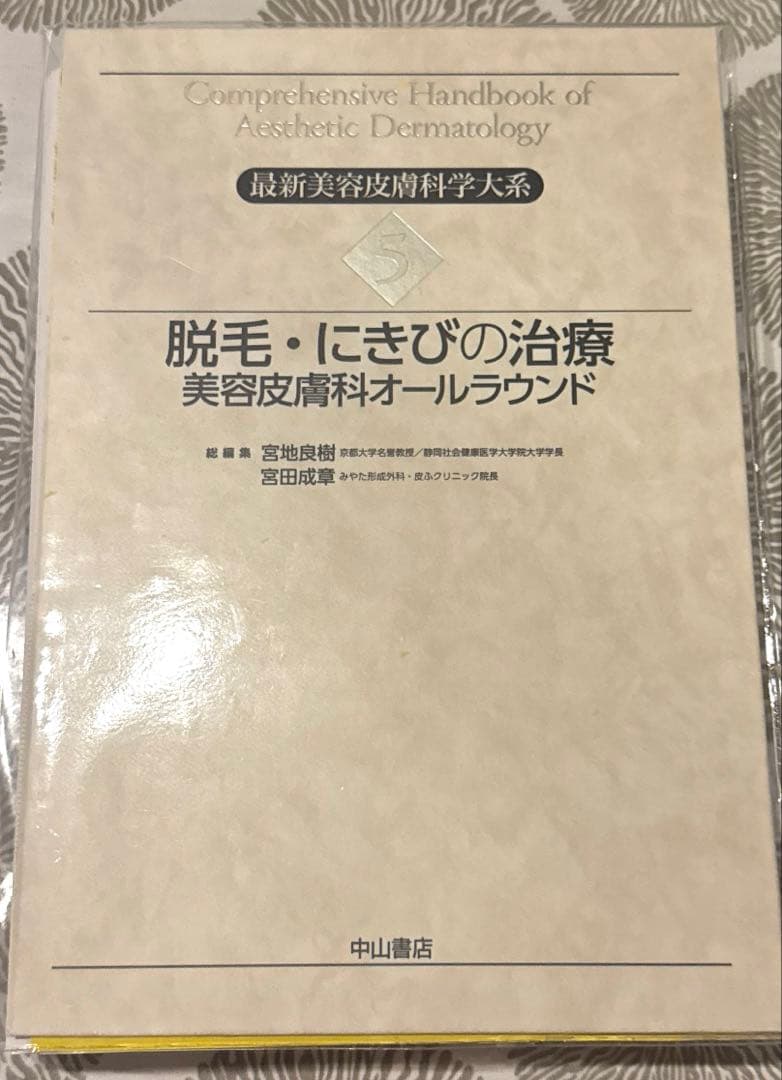 Comprehensive Handbook of
Aesthetic Dermatology
最新美容皮膚科学大系
5
脱毛・にきびの治療
美容皮膚科オールラウンド
総編集 宮地良樹 京都大学名誉教授／静岡社会健康医学大学院大学学長
宮田成章 みやた形成外科・皮ふクリニック院長
中山書店